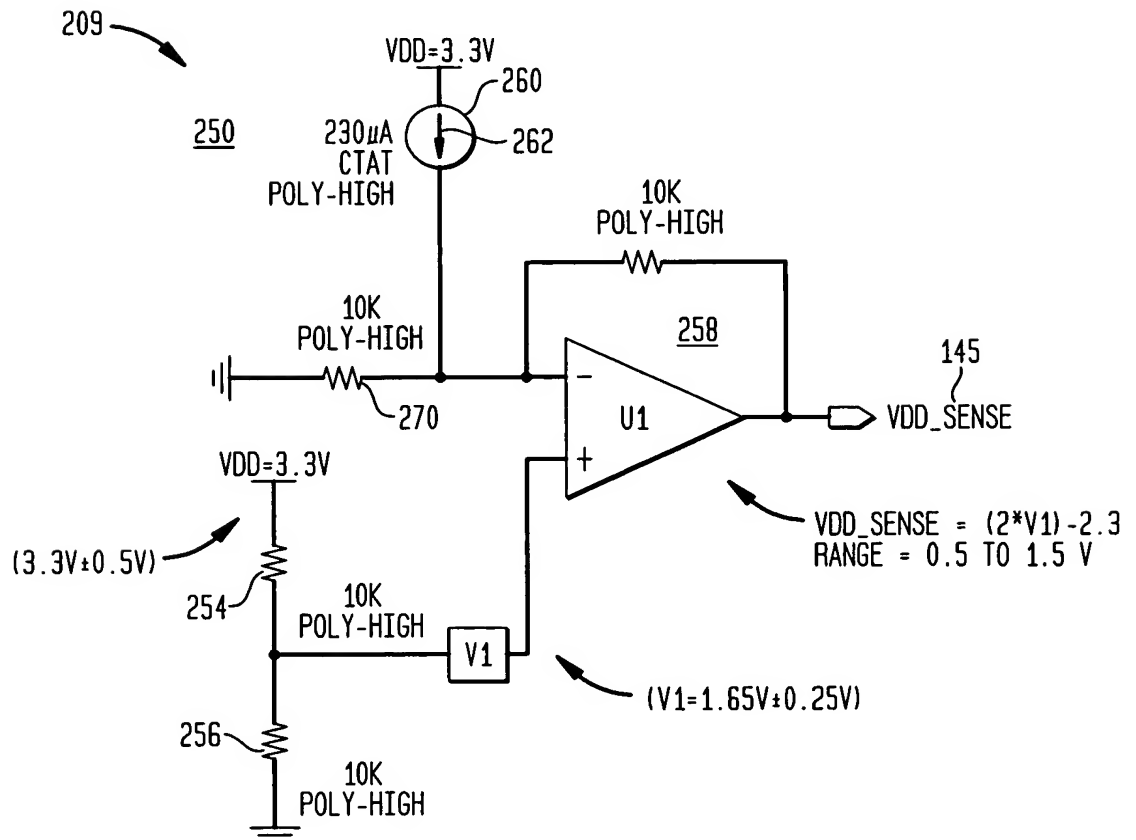 209
250
VDD=3.3V
260
230µA
CTAT
POLY-HIGH
262
10K
POLY-HIGH
10K
POLY-HIGH
258
270
-
+
U1
145
VDD_SENSE
VDD=3.3V
VDD_SENSE = (2*V1)-2.3
RANGE = 0.5 TO 1.5 V
(3.3V±0.5V)
254
10K
POLY-HIGH
V1
(V1=1.65V±0.25V)
256
10K
POLY-HIGH